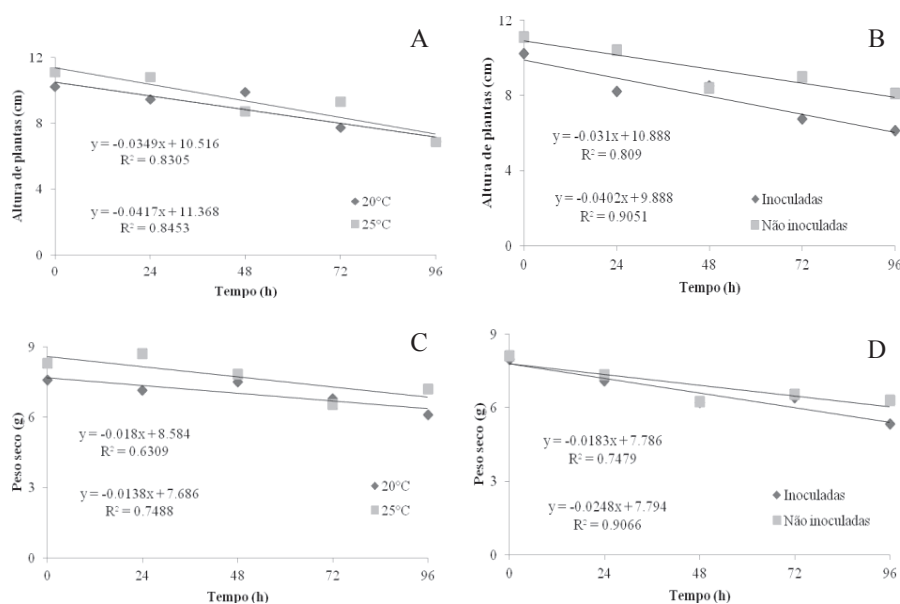 A
Altura de plantas (cm)
12
8
4
0
y = -0.0349x + 10.516
R² = 0.8305
y = -0.0417x + 11.368
R² = 0.8453
20°C
25°C
0 24 48 72 96
Tempo (h)
B
Altura de plantas (cm)
12
8
4
0
y = -0.031x + 10.888
R² = 0.809
y = -0.0402x + 9.888
R² = 0.9051
Inoculadas
Não inoculadas
0 24 48 72 96
Tempo (h)
C
Peso seco (g)
9
6
3
0
y = -0.018x + 8.584
R² = 0.6309
y = -0.0138x + 7.686
R² = 0.7488
20°C
25°C
0 24 48 72 96
Tempo (h)
D
Peso seco (g)
9
6
3
0
y = -0.0183x + 7.786
R² = 0.7479
y = -0.0248x + 7.794
R² = 0.9066
Inoculadas
Não inoculadas
0 24 48 72 96
Tempo (h)